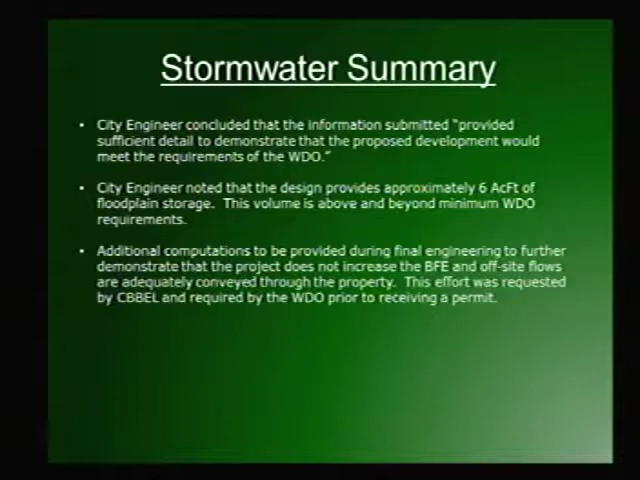 Stormwater Summary
• City Engineer concluded that the information submitted “provided
sufficient detail to demonstrate that the proposed development would
meet the requirements of the WDO.”
• City Engineer noted that the design provides approximately 6 AcFt of
floodplain storage.  This volume is above and beyond minimum WDO
requirements.
• Additional computations to be provided during final engineering to further
demonstrate that the project does not increase the BFE and off-site flows
are adequately conveyed through the property.  This effort was requested
by CBBEL and required by the WDO prior to receiving a permit.